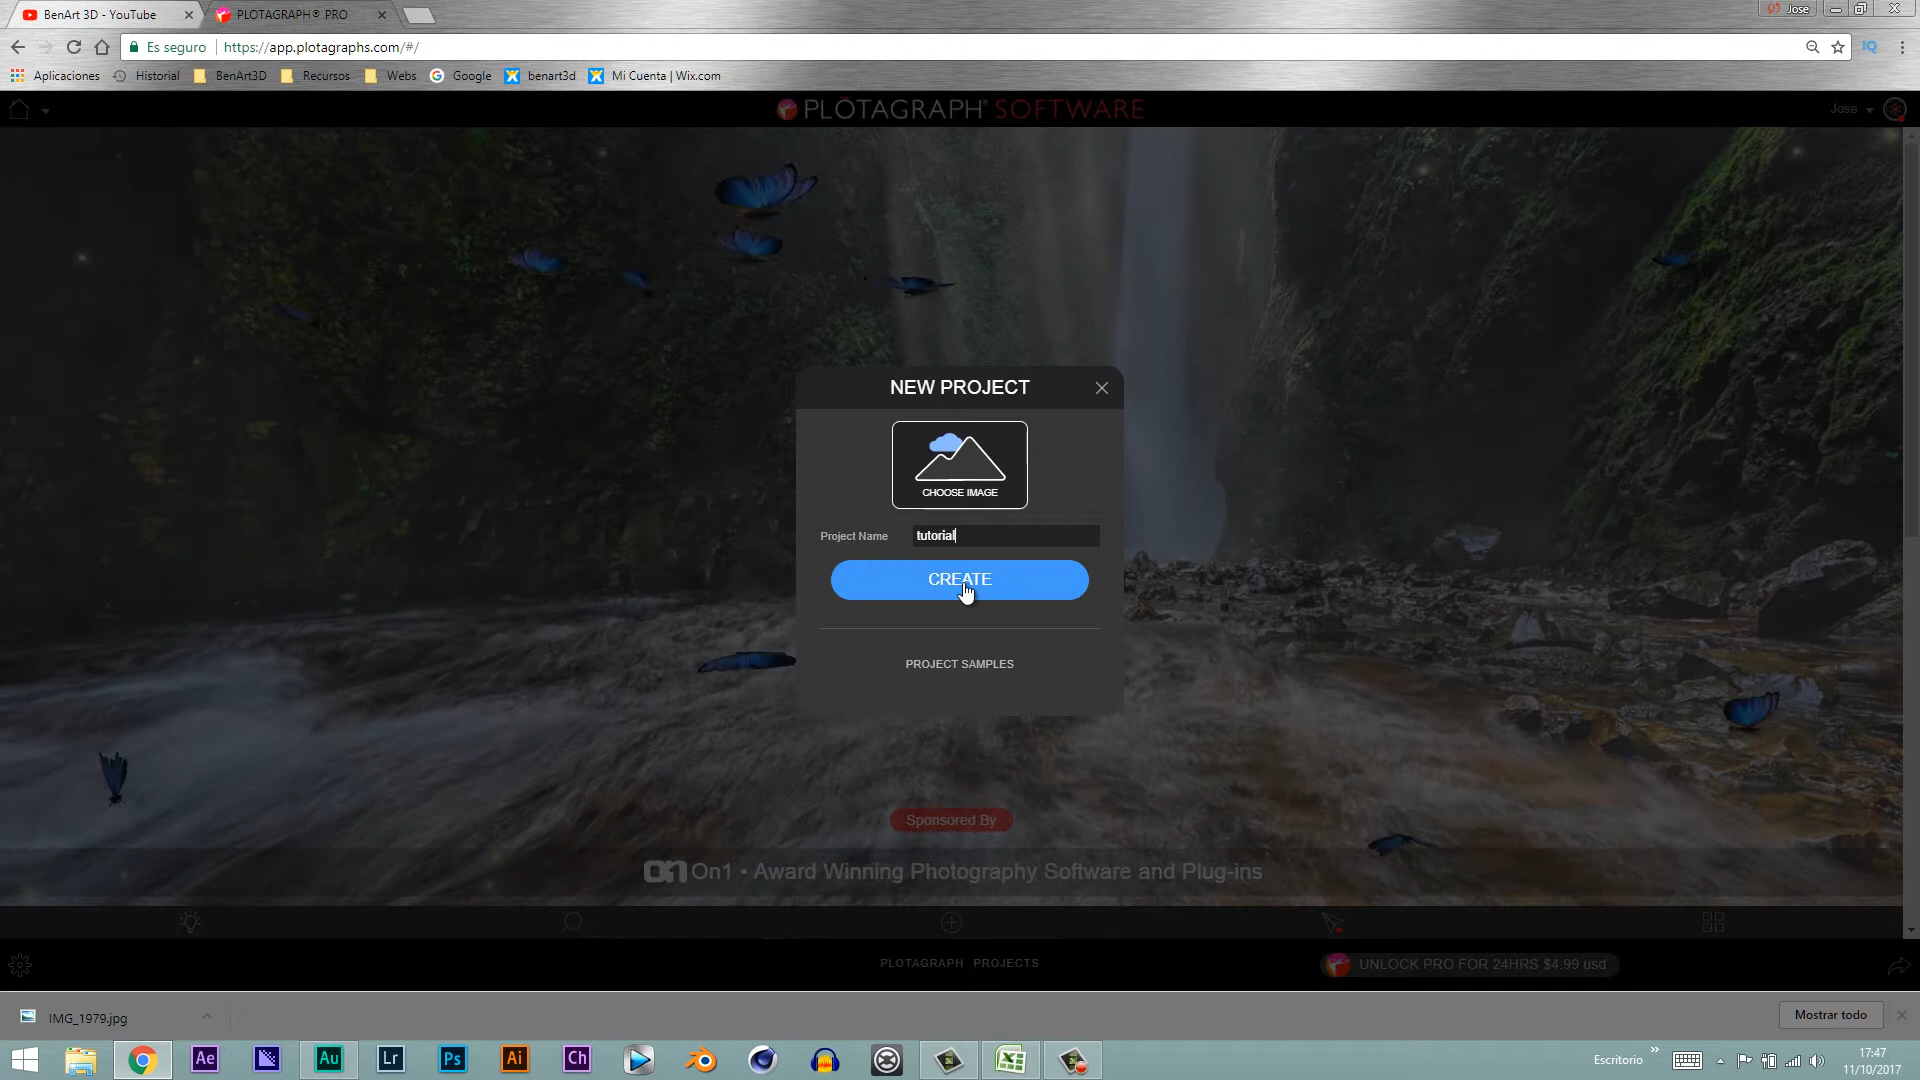 BenArt 3D - YouTube
PLOTAGRAPH® PRO
Jose
Es seguro
https://app.plotagraphs.com/#/
Aplicaciones
Historial
BenArt3D
Recursos
Webs
Google
benart3d
Mi Cuenta | Wix.com
PLOTAGRAPH® SOFTWARE
Jose
NEW PROJECT
CHOOSE IMAGE
Project Name
tutorial
CREATE
PROJECT SAMPLES
Sponsored By
on1 On1 • Award Winning Photography Software and Plug-ins
PLOTAGRAPH PROJECTS
UNLOCK PRO FOR 24HRS $4.99 usd
IMG_1979.jpg
Mostrar todo
Ae
Au
Lr
Ps
Ai
Ch
Escritorio
17:47
11/10/2017